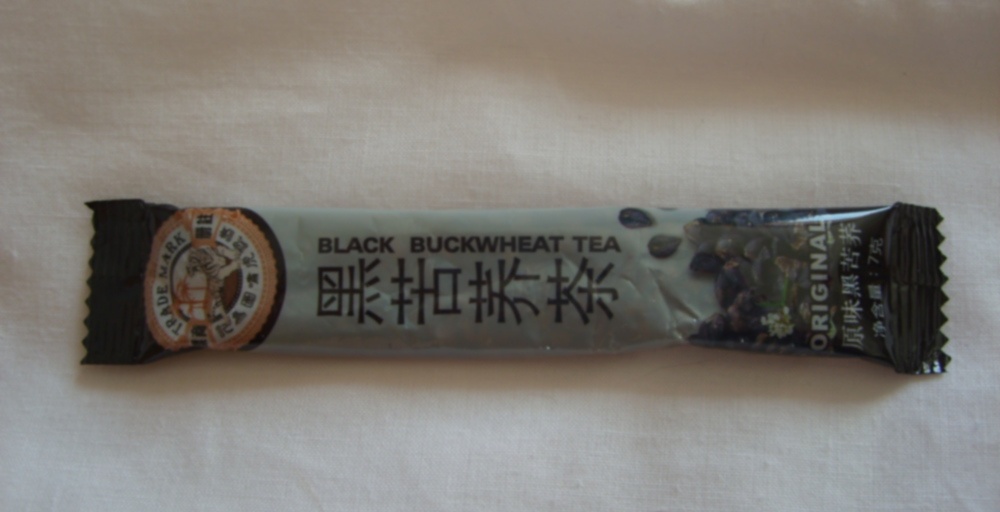 TRADE MARK
BLACK BUCKWHEAT TEA
黑苦荞茶
ORIGINAL
原味黑苦荞
净含量：7克